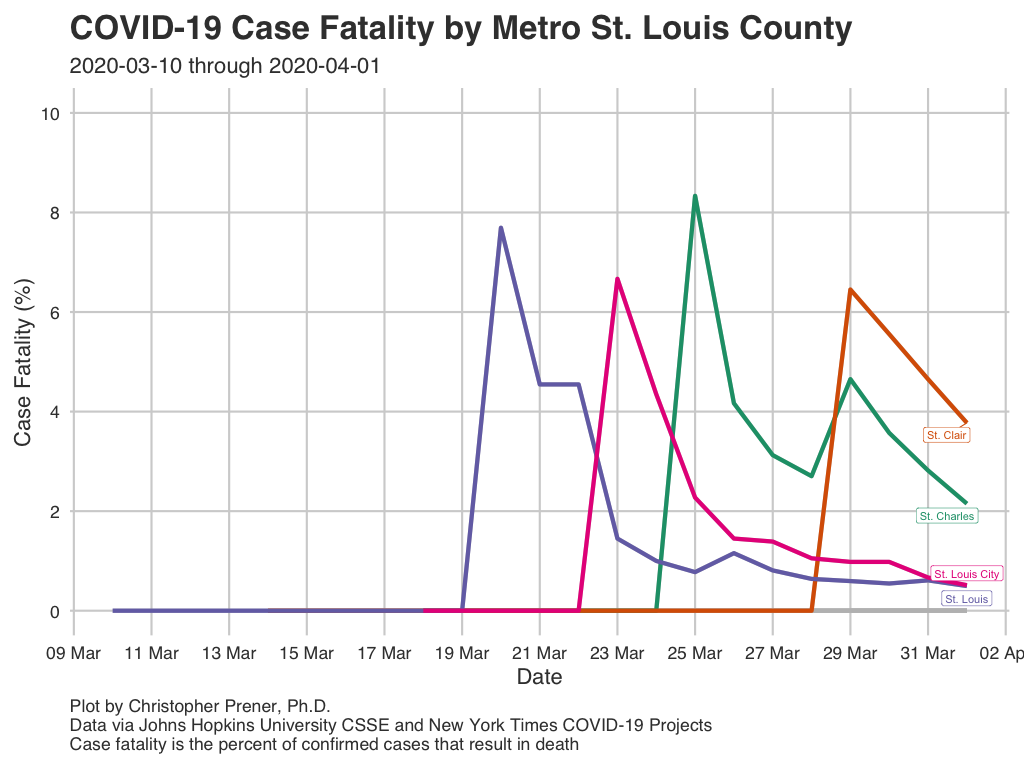 COVID-19 Case Fatality by Metro St. Louis County
2020-03-10 through 2020-04-01
Case Fatality (%)
10
8
6
4
2
0
St. Clair
St. Charles
St. Louis City
St. Louis
09 Mar 11 Mar 13 Mar 15 Mar 17 Mar 19 Mar 21 Mar 23 Mar 25 Mar 27 Mar 29 Mar 31 Mar 02 Ap
Date
Plot by Christopher Prener, Ph.D.
Data via Johns Hopkins University CSSE and New York Times COVID-19 Projects
Case fatality is the percent of confirmed cases that result in death